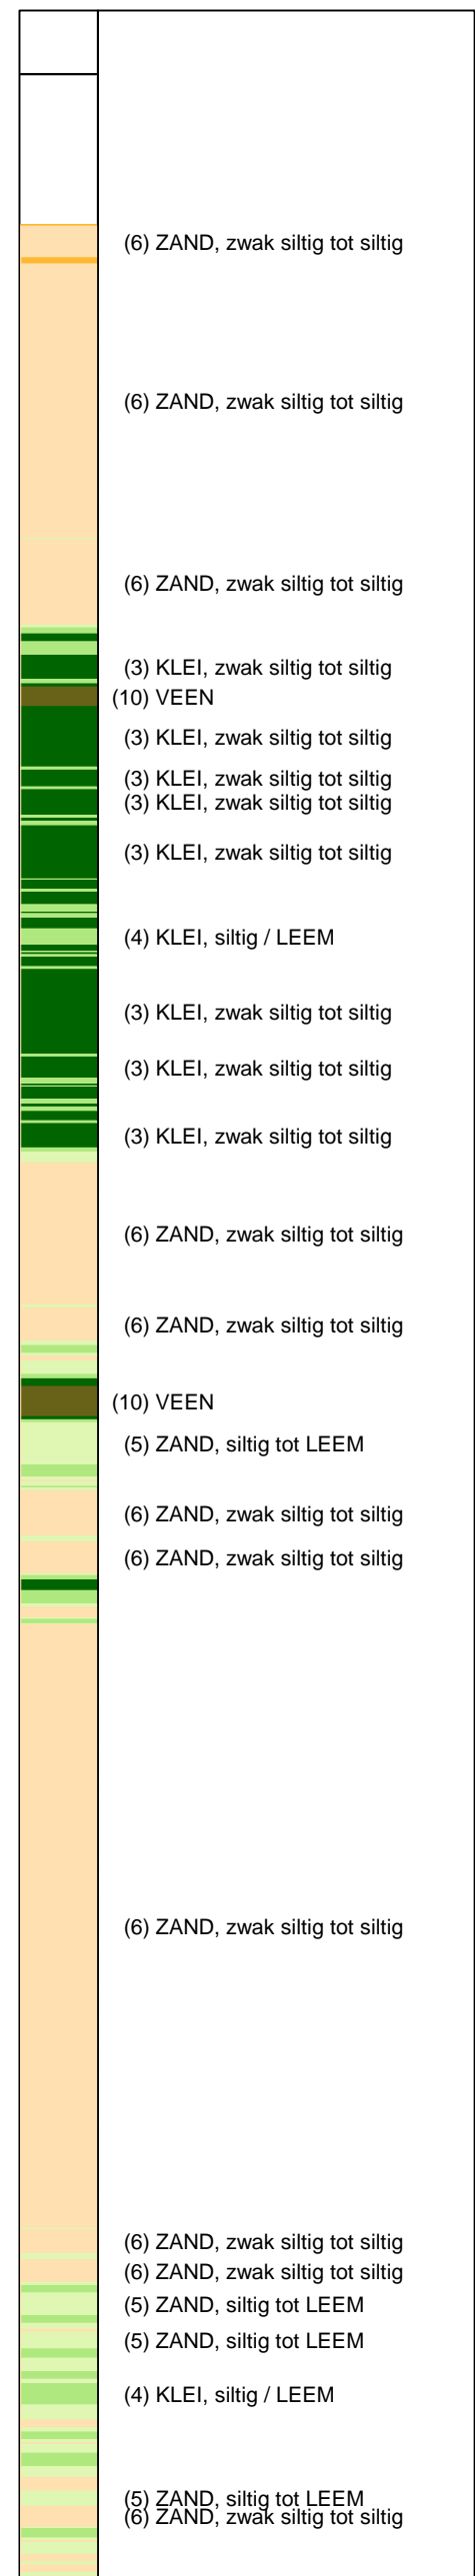 (6) ZAND, zwak siltig tot siltig
(6) ZAND, zwak siltig tot siltig
(6) ZAND, zwak siltig tot siltig
(3) KLEI, zwak siltig tot siltig
(10) VEEN
(3) KLEI, zwak siltig tot siltig
(3) KLEI, zwak siltig tot siltig
(3) KLEI, zwak siltig tot siltig
(3) KLEI, zwak siltig tot siltig
(4) KLEI, siltig / LEEM
(3) KLEI, zwak siltig tot siltig
(3) KLEI, zwak siltig tot siltig
(3) KLEI, zwak siltig tot siltig
(6) ZAND, zwak siltig tot siltig
(6) ZAND, zwak siltig tot siltig
(10) VEEN
(5) ZAND, siltig tot LEEM
(6) ZAND, zwak siltig tot siltig
(6) ZAND, zwak siltig tot siltig
(6) ZAND, zwak siltig tot siltig
(6) ZAND, zwak siltig tot siltig
(6) ZAND, zwak siltig tot siltig
(5) ZAND, siltig tot LEEM
(5) ZAND, siltig tot LEEM
(4) KLEI, siltig / LEEM
(5) ZAND, siltig tot LEEM
(6) ZAND, zwak siltig tot siltig